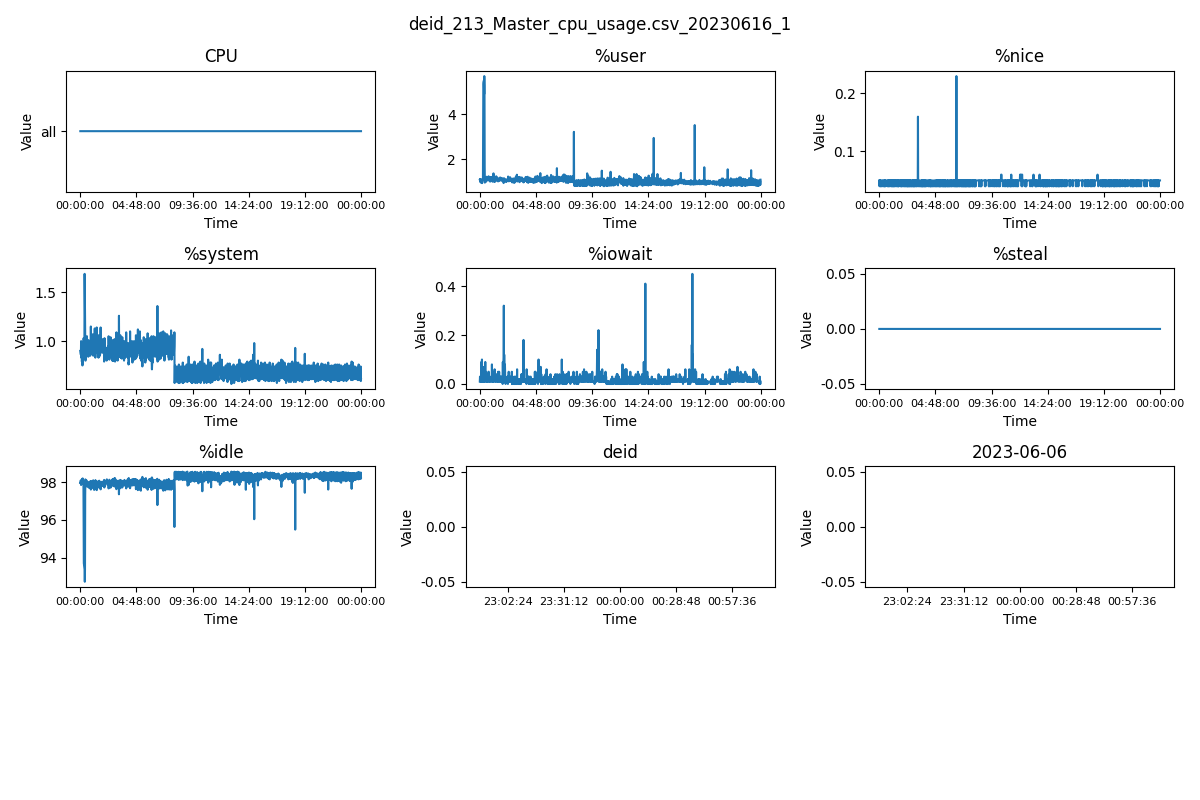 deid_213_Master_cpu_usage.csv_20230616_1
CPU
%user
%nice
Value
all
00:00:00 04:48:00 09:36:00 14:24:00 19:12:00 00:00:00
Time
Value
4
2
00:00:00 04:48:00 09:36:00 14:24:00 19:12:00 00:00:00
Time
Value
0.2
0.1
00:00:00 04:48:00 09:36:00 14:24:00 19:12:00 00:00:00
Time
%system
%iowait
%steal
Value
1.5
1.0
00:00:00 04:48:00 09:36:00 14:24:00 19:12:00 00:00:00
Time
Value
0.4
0.2
0.0
00:00:00 04:48:00 09:36:00 14:24:00 19:12:00 00:00:00
Time
Value
0.05
0.00
-0.05
00:00:00 04:48:00 09:36:00 14:24:00 19:12:00 00:00:00
Time
%idle
deid
2023-06-06
Value
98
96
94
00:00:00 04:48:00 09:36:00 14:24:00 19:12:00 00:00:00
Time
Value
0.05
0.00
-0.05
23:02:24 23:31:12 00:00:00 00:28:48 00:57:36
Time
Value
0.05
0.00
-0.05
23:02:24 23:31:12 00:00:00 00:28:48 00:57:36
Time